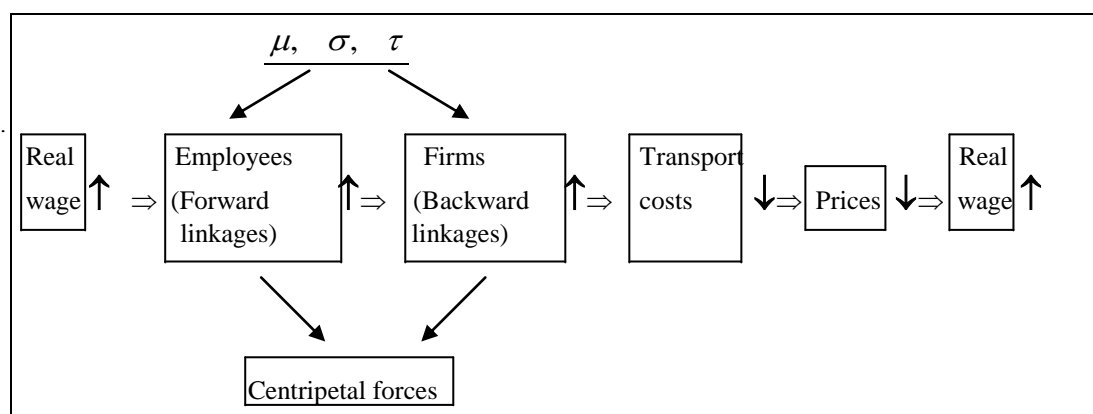 μ, σ, τ
Real
wage ↑
⇒
Employees
(Forward
linkages)
↑ ⇒
Firms
(Backward
linkages)
↑ ⇒
Transport
costs
↓ ⇒
Prices
↓ ⇒
Real
wage ↑
Centripetal forces